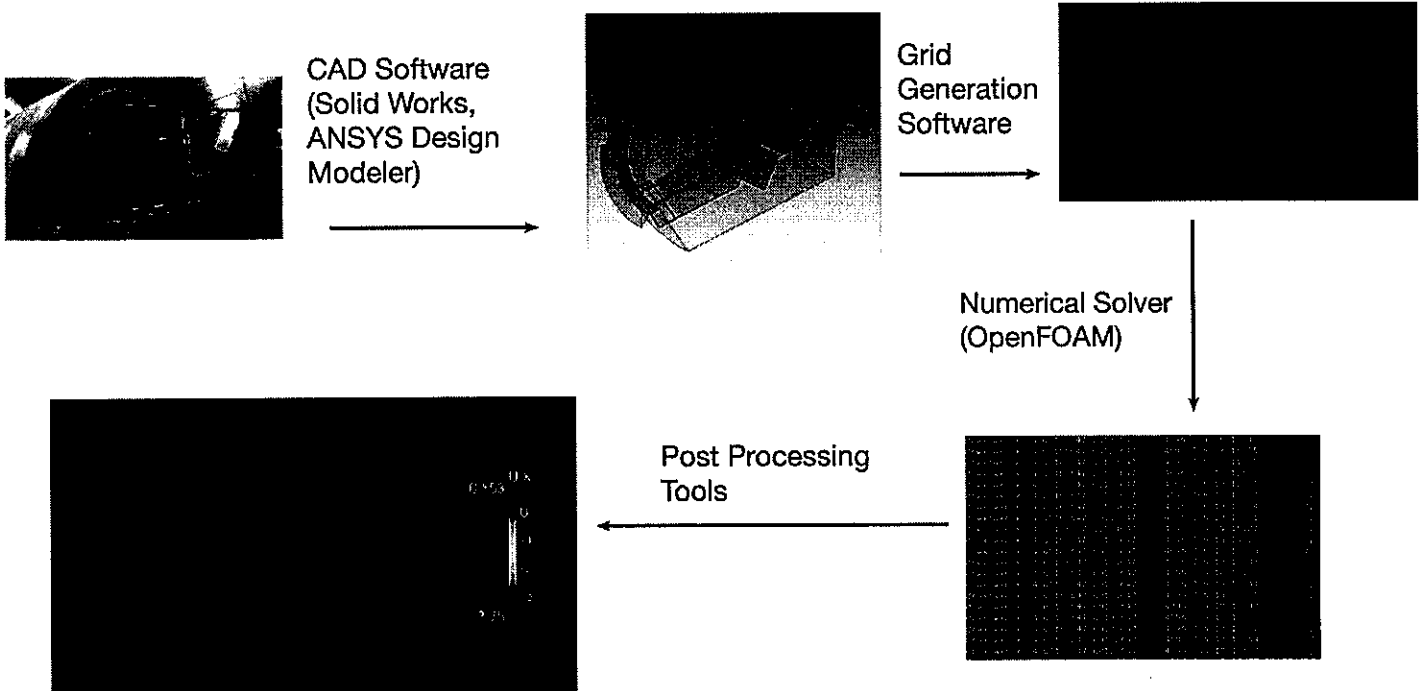 CAD Software
(Solid Works,
ANSYS Design
Modeler)
Grid
Generation
Software
Numerical Solver
(OpenFOAM)
Post Processing
Tools